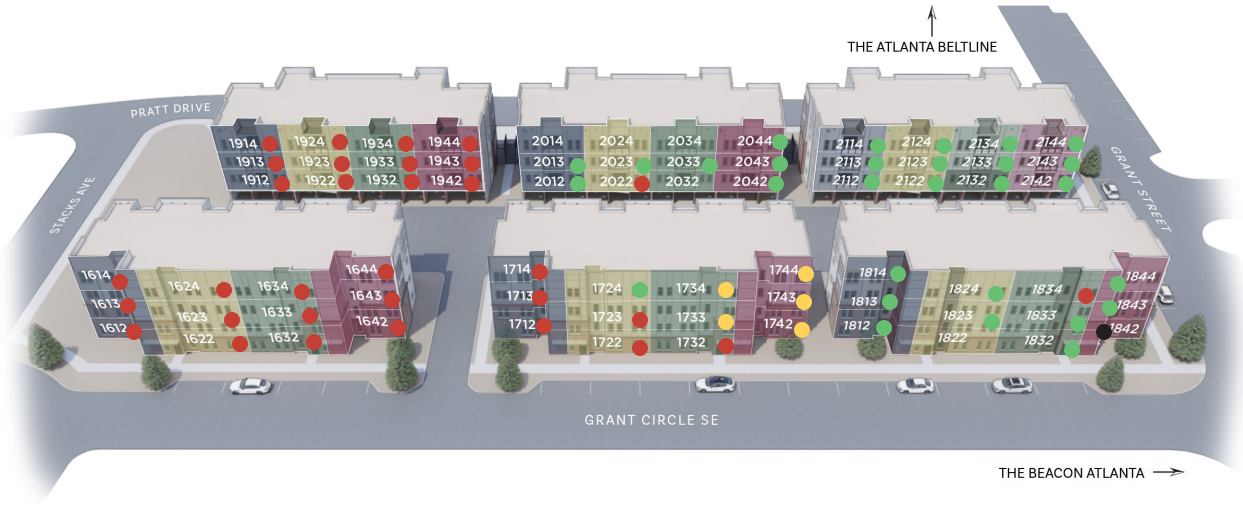 THE ATLANTA BELTLINE
PRATT DRIVE
STACKS AVE
GRANT STREET
1914 1924 1934 1944
1913 1923 1933 1943
1912 1922 1932 1942
2014 2024 2034 2044
2013 2023 2033 2043
2012 2022 2032 2042
2114 2124 2134 2144
2113 2123 2133 2143
2112 2122 2132 2142
1614 1624 1634 1644
1613 1623 1633 1643
1612 1622 1632 1642
1714 1724 1734 1744
1713 1723 1733 1743
1712 1722 1732 1742
1814 1824 1834 1844
1813 1823 1833 1843
1812 1822 1832 1842
GRANT CIRCLE SE
THE BEACON ATLANTA